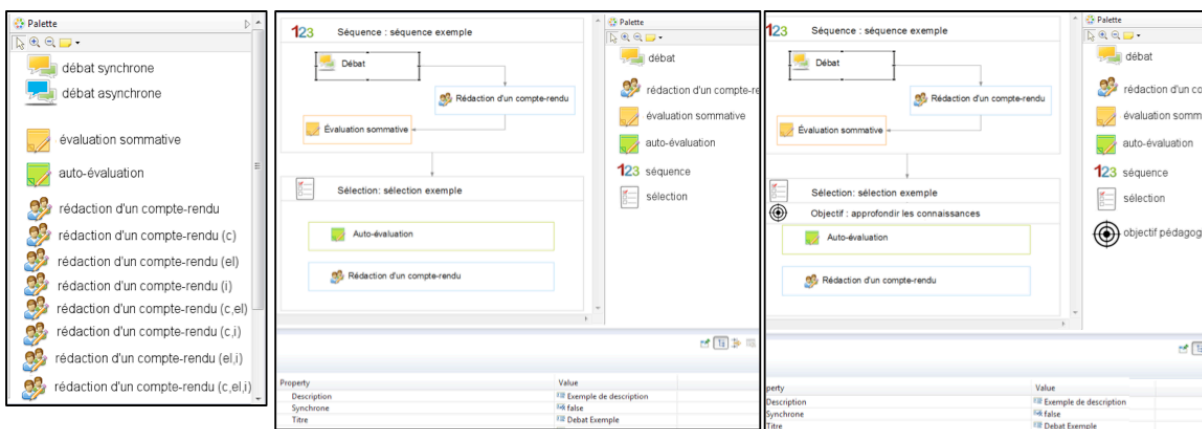 Palette
débat synchrone
débat asynchrone
évaluation sommative
auto-évaluation
rédaction d'un compte-rendu
rédaction d'un compte-rendu (c)
rédaction d'un compte-rendu (el)
rédaction d'un compte-rendu (i)
rédaction d'un compte-rendu (c,el)
rédaction d'un compte-rendu (c,i)
rédaction d'un compte-rendu (el,i)
rédaction d'un compte-rendu (c,el,i)
123 Séquence : séquence exemple
Débat
Rédaction d'un compte-rendu
Évaluation sommative
Sélection: sélection exemple
Auto-évaluation
Rédaction d'un compte-rendu
Palette
débat
rédaction d'un compte-re
évaluation sommative
auto-évaluation
123 séquence
sélection
Property Value
Description Exemple de description
Synchrone false
Titre Debat Exemple
123 Séquence : séquence exemple
Débat
Rédaction d'un compte-rendu
Évaluation sommative
Sélection: sélection exemple
Objectif : approfondir les connaissances
Auto-évaluation
Rédaction d'un compte-rendu
Palette
débat
rédaction d'un co
évaluation somm
auto-évaluation
123 séquence
sélection
objectif pédagog
perty Value
Description Exemple de description
Synchrone false
Titre Debat Exemple